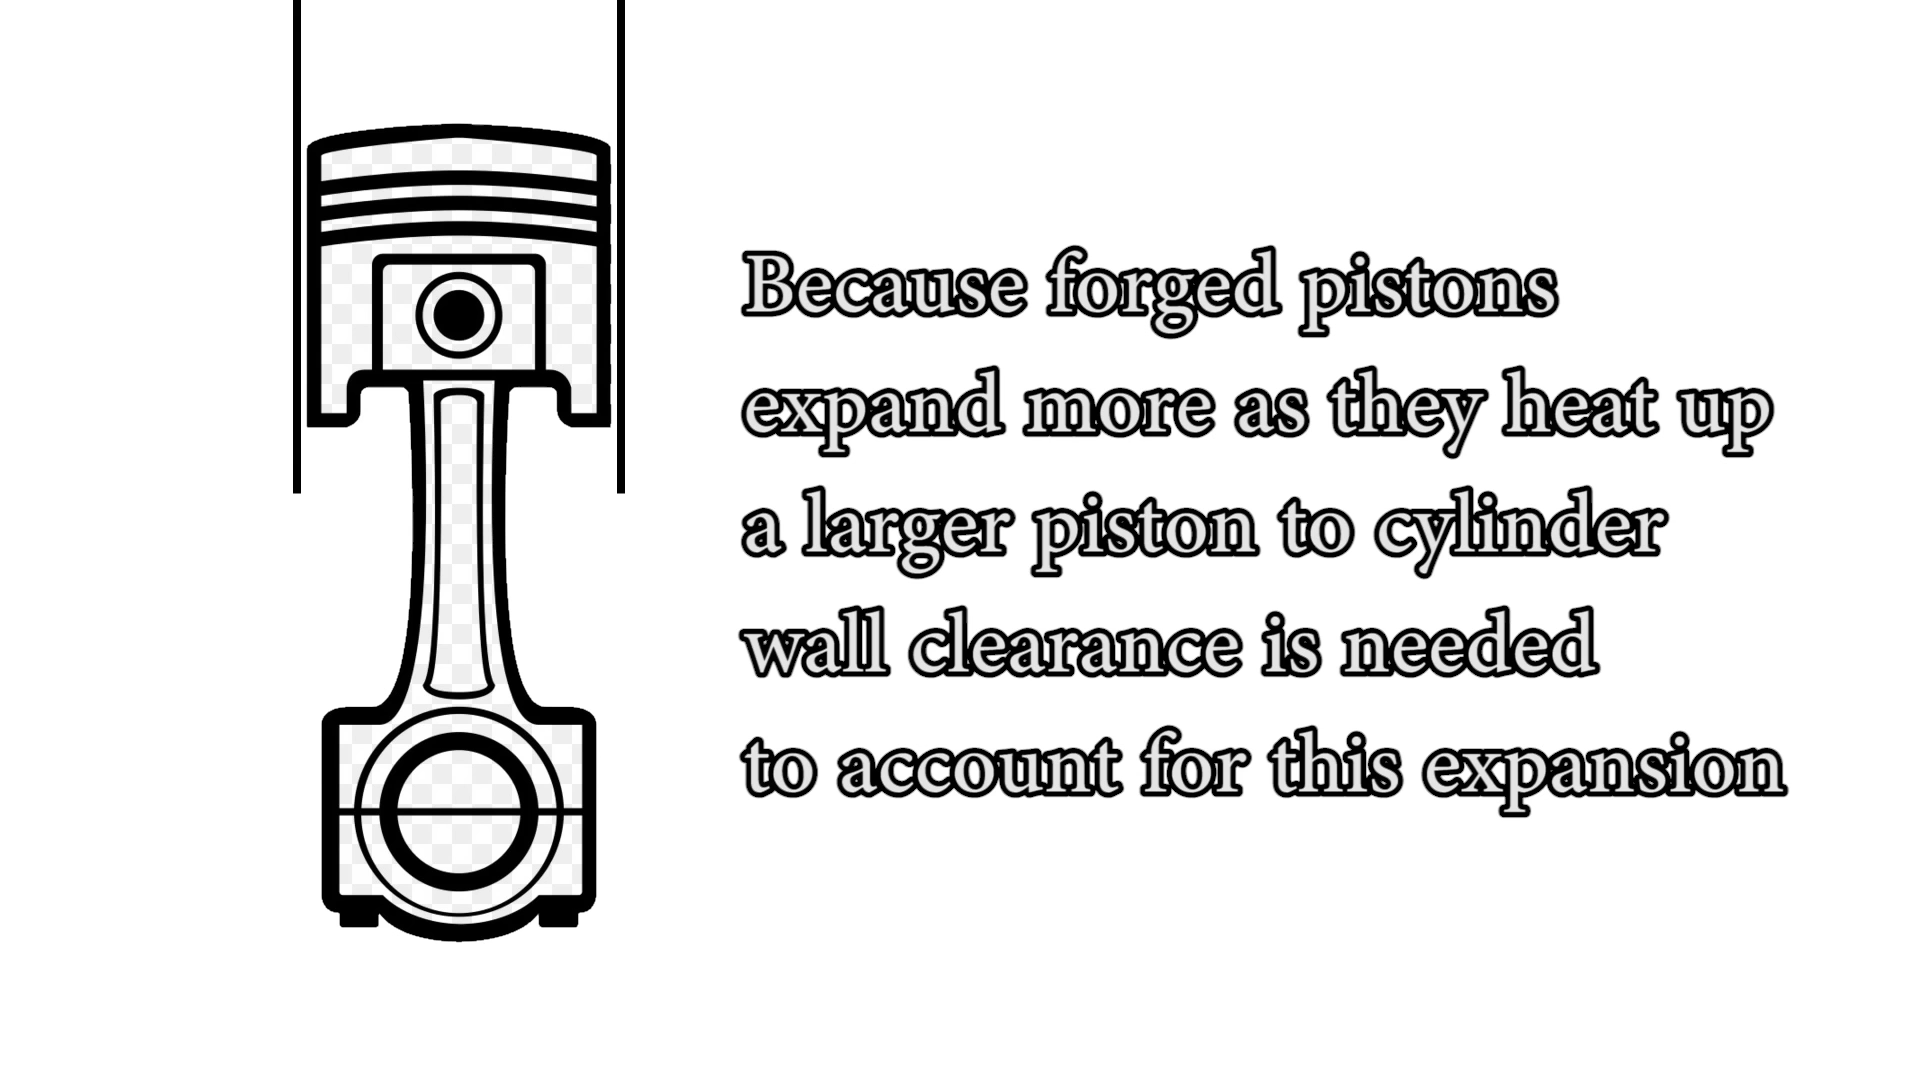 Because forged pistons
expand more as they heat up
a larger piston to cylinder
wall clearance is needed
to account for this expansion